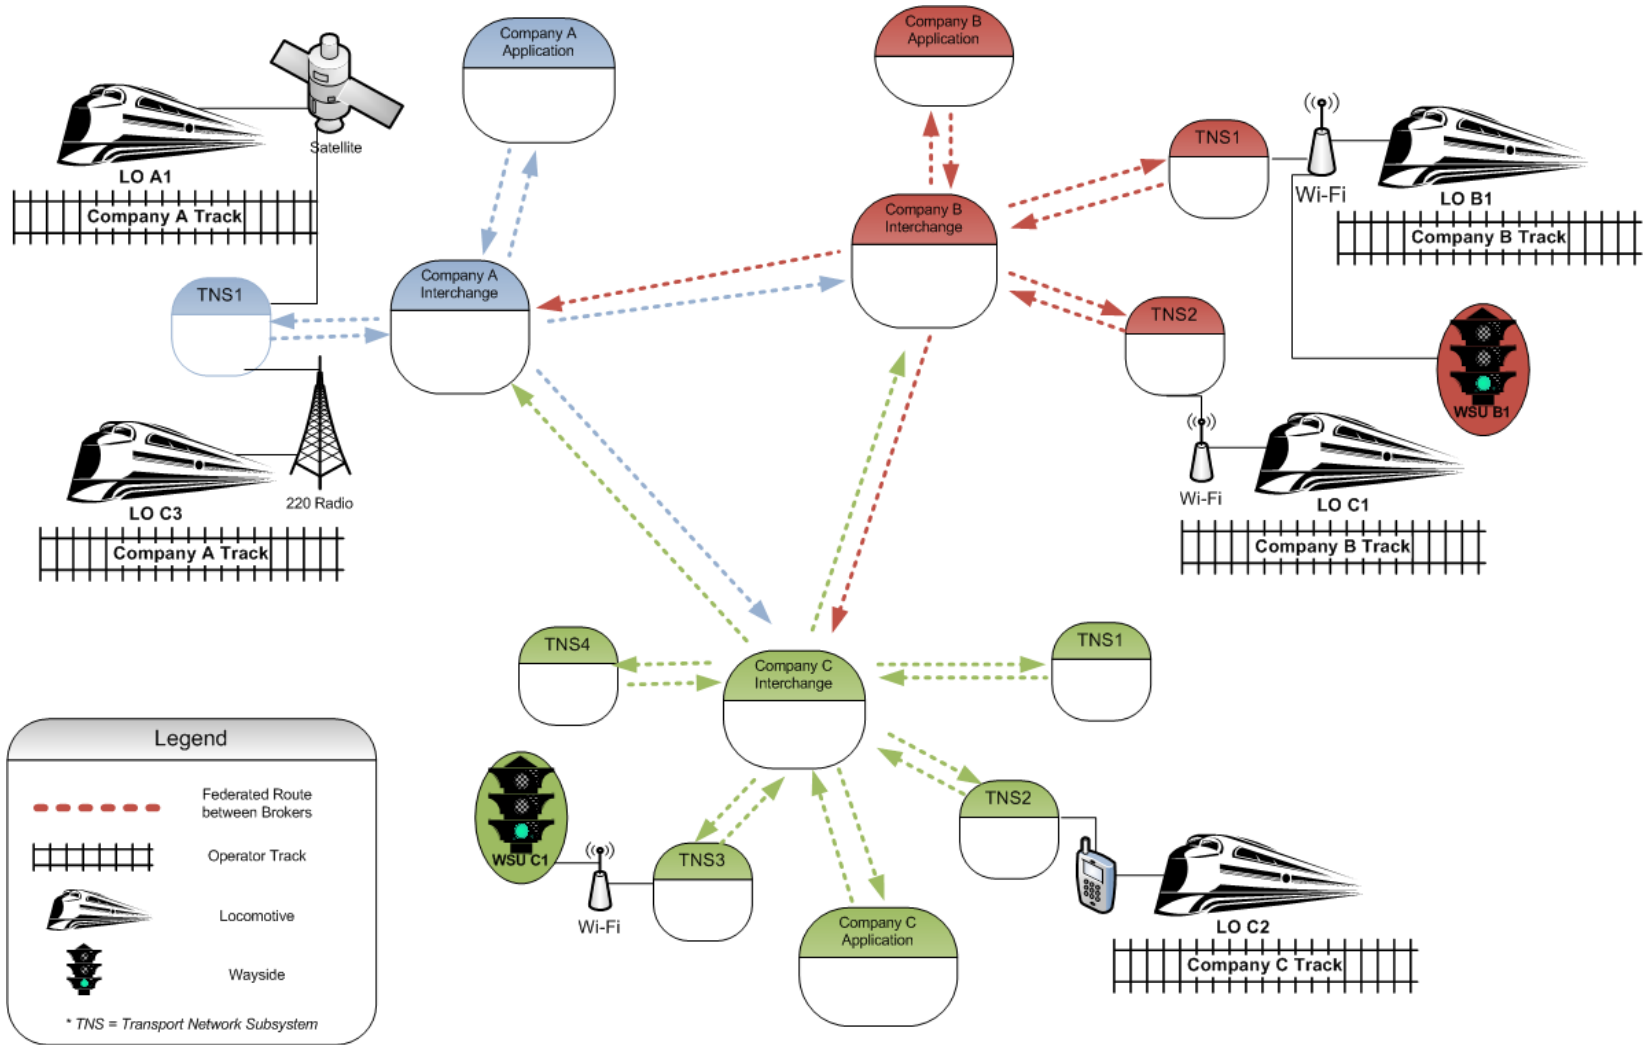 Company A
Application
Company B
Application
Satellite
LO A1
Company A Track
TNS1
Wi-Fi
LO B1
Company B Track
Company B
Interchange
Company A
Interchange
TNS1
TNS2
WSU B1
LO C3
220 Radio
Company A Track
Wi-Fi
LO C1
Company B Track
TNS4
Company C
Interchange
TNS1
Legend
Federated Route
between Brokers
Operator Track
Locomotive
Wayside
* TNS = Transport Network Subsystem
WSU C1
Wi-Fi
TNS3
TNS2
Company C
Application
LO C2
Company C Track